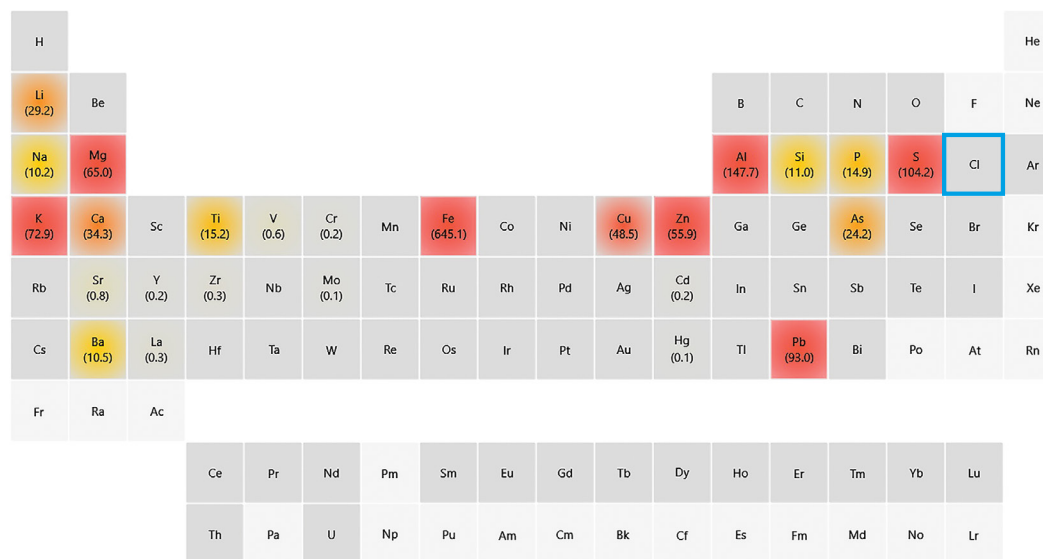 H He
Li Be B C N O F Ne
(29.2)
Na Mg Al Si P S Cl Ar
(10.2) (65.0) (147.7) (11.0) (14.9) (104.2)
K Ca Sc Ti V Cr Mn Fe Co Ni Cu Zn Ga Ge As Se Br Kr
(72.9) (34.3) (15.2) (0.6) (0.2) (645.1) (48.5) (55.9) (24.2)
Rb Sr Y Zr Nb Mo Tc Ru Rh Pd Ag Cd In Sn Sb Te I Xe
(0.8) (0.2) (0.3) (0.1) (0.2)
Cs Ba La Hf Ta W Re Os Ir Pt Au Hg Tl Pb Bi Po At Rn
(10.5) (0.3) (0.1) (93.0)
Fr Ra Ac
Ce Pr Nd Pm Sm Eu Gd Tb Dy Ho Er Tm Yb Lu
Th Pa U Np Pu Am Cm Bk Cf Es Fm Md No Lr